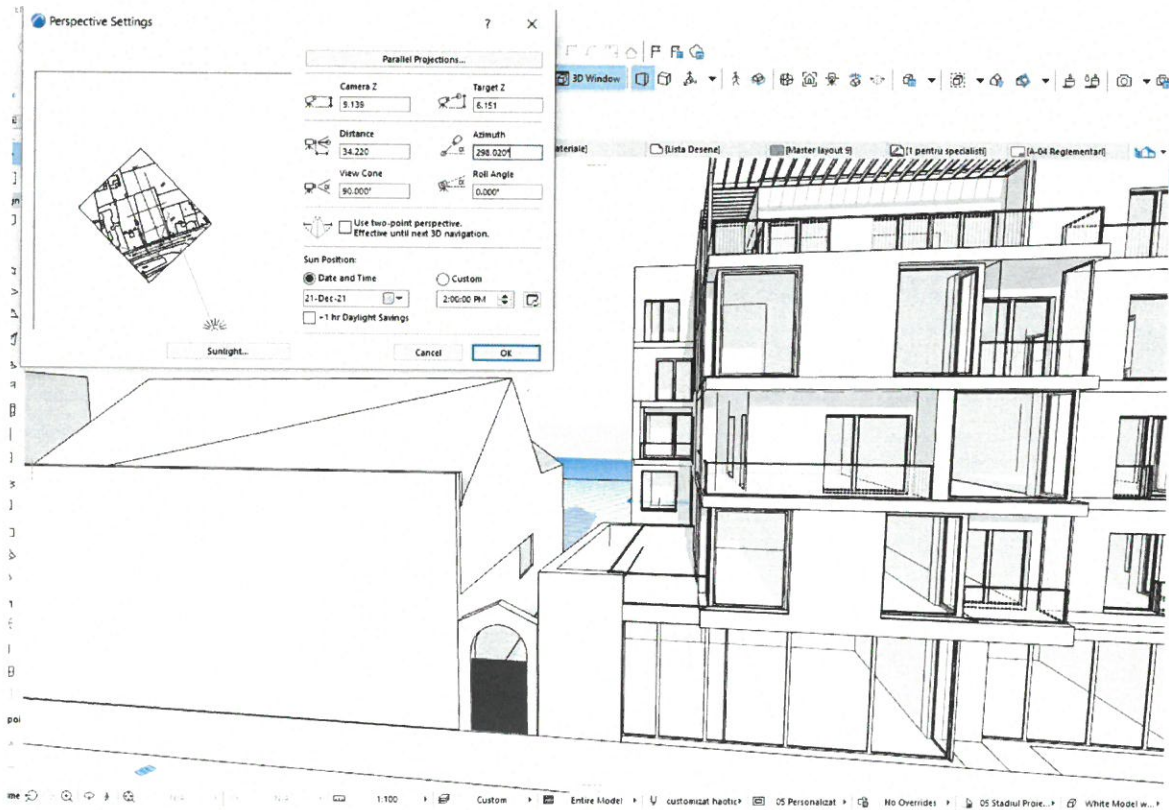 Perspective Settings
Parallel Projections...
Camera Z
Target Z
9.139
6.151
Distance
Azimuth
34.220
298.020°
View Cone
Roll Angle
90.000°
0.000°
Use two-point perspective.
Effective until next 3D navigation.
Sun Position:
Date and Time
Custom
21-Dec-21
2:00:00 PM
Sunlight...
Cancel
OK
3D Window
ateriale]
[Lista Desene]
[Master layout 9]
[1 pentru specialisti]
[A-04 Reglementari]
poi
1:100
Custom
Entire Model
customizat haotic
05 Personalizat
No Overrides
05 Stadiul Proie...
White Model w...